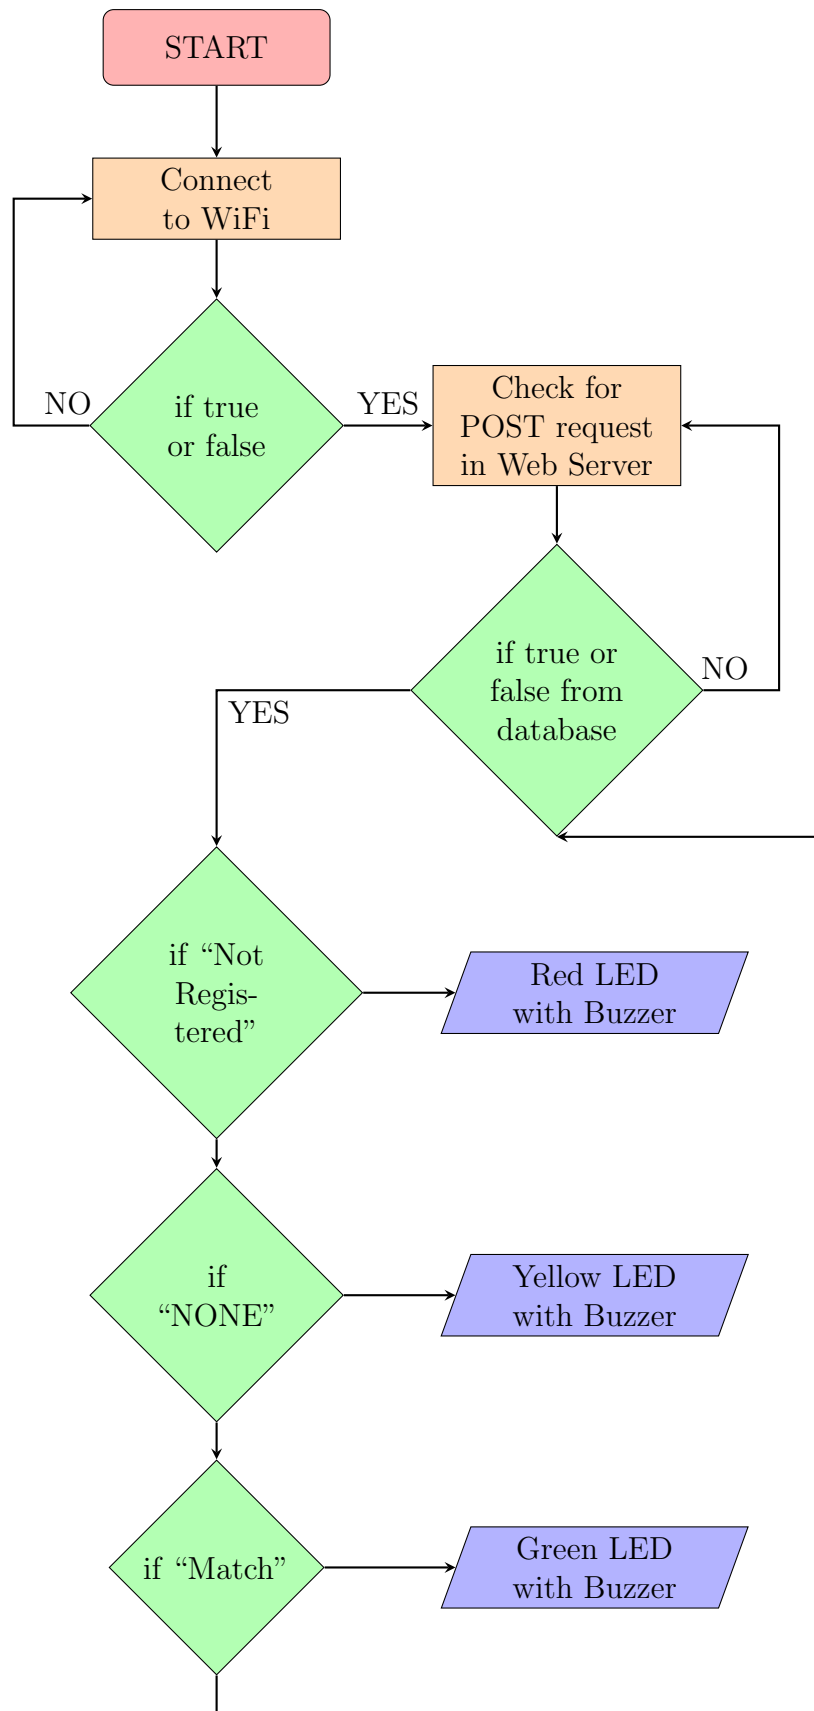 START
Connect
to WiFi
NO
if true
or false
YES
Check for
POST request
in Web Server
if true or
false from
database
NO
YES
if “Not
Regis-
tered”
Red LED
with Buzzer
if
“NONE”
Yellow LED
with Buzzer
if “Match”
Green LED
with Buzzer